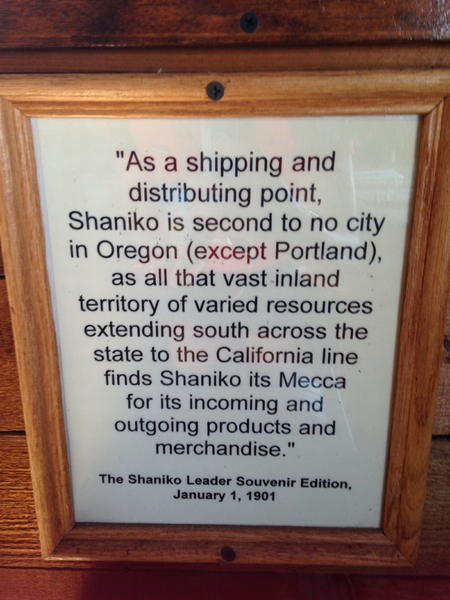 "As a shipping and
distributing point,
Shaniko is second to no city
in Oregon (except Portland),
as all that vast inland
territory of varied resources
extending south across the
state to the California line
finds Shaniko its Mecca
for its incoming and
outgoing products and
merchandise."
The Shaniko Leader Souvenir Edition,
January 1, 1901